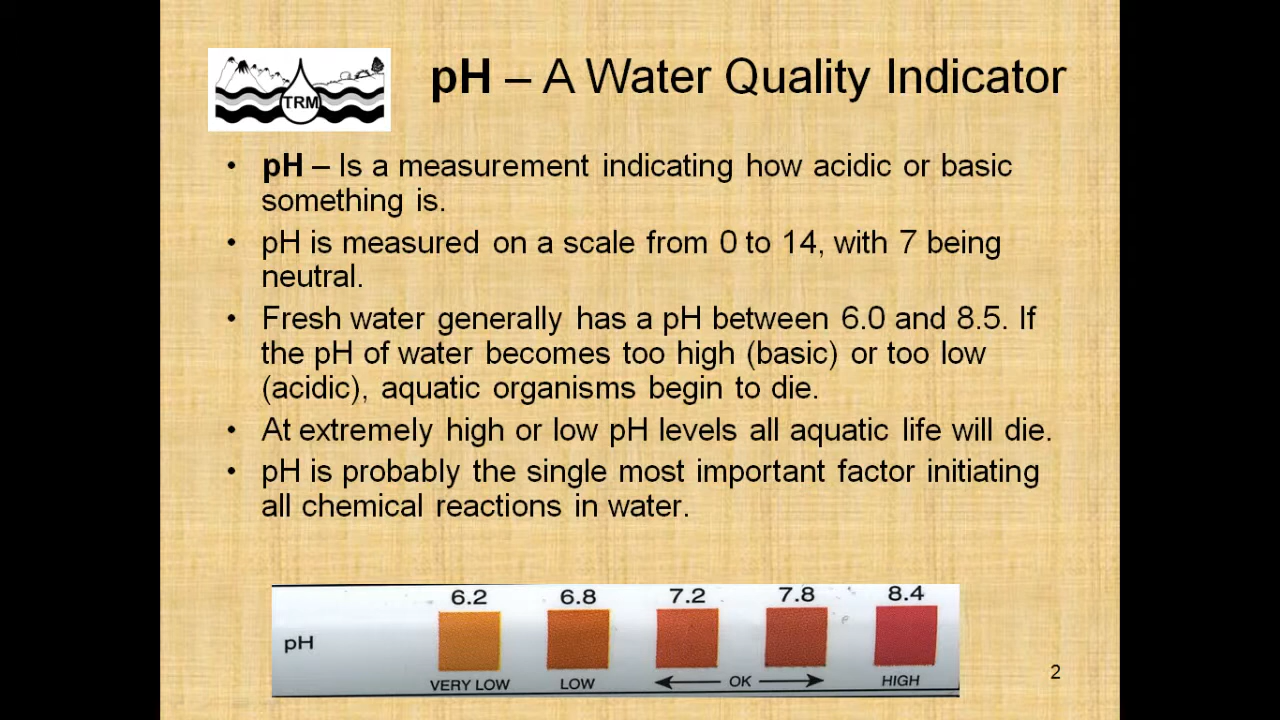 TRM
pH – A Water Quality Indicator
• pH – Is a measurement indicating how acidic or basic
something is.
• pH is measured on a scale from 0 to 14, with 7 being
neutral.
• Fresh water generally has a pH between 6.0 and 8.5. If
the pH of water becomes too high (basic) or too low
(acidic), aquatic organisms begin to die.
• At extremely high or low pH levels all aquatic life will die.
• pH is probably the single most important factor initiating
all chemical reactions in water.
6.2 6.8 7.2 7.8 8.4
pH
VERY LOW LOW OK HIGH
2